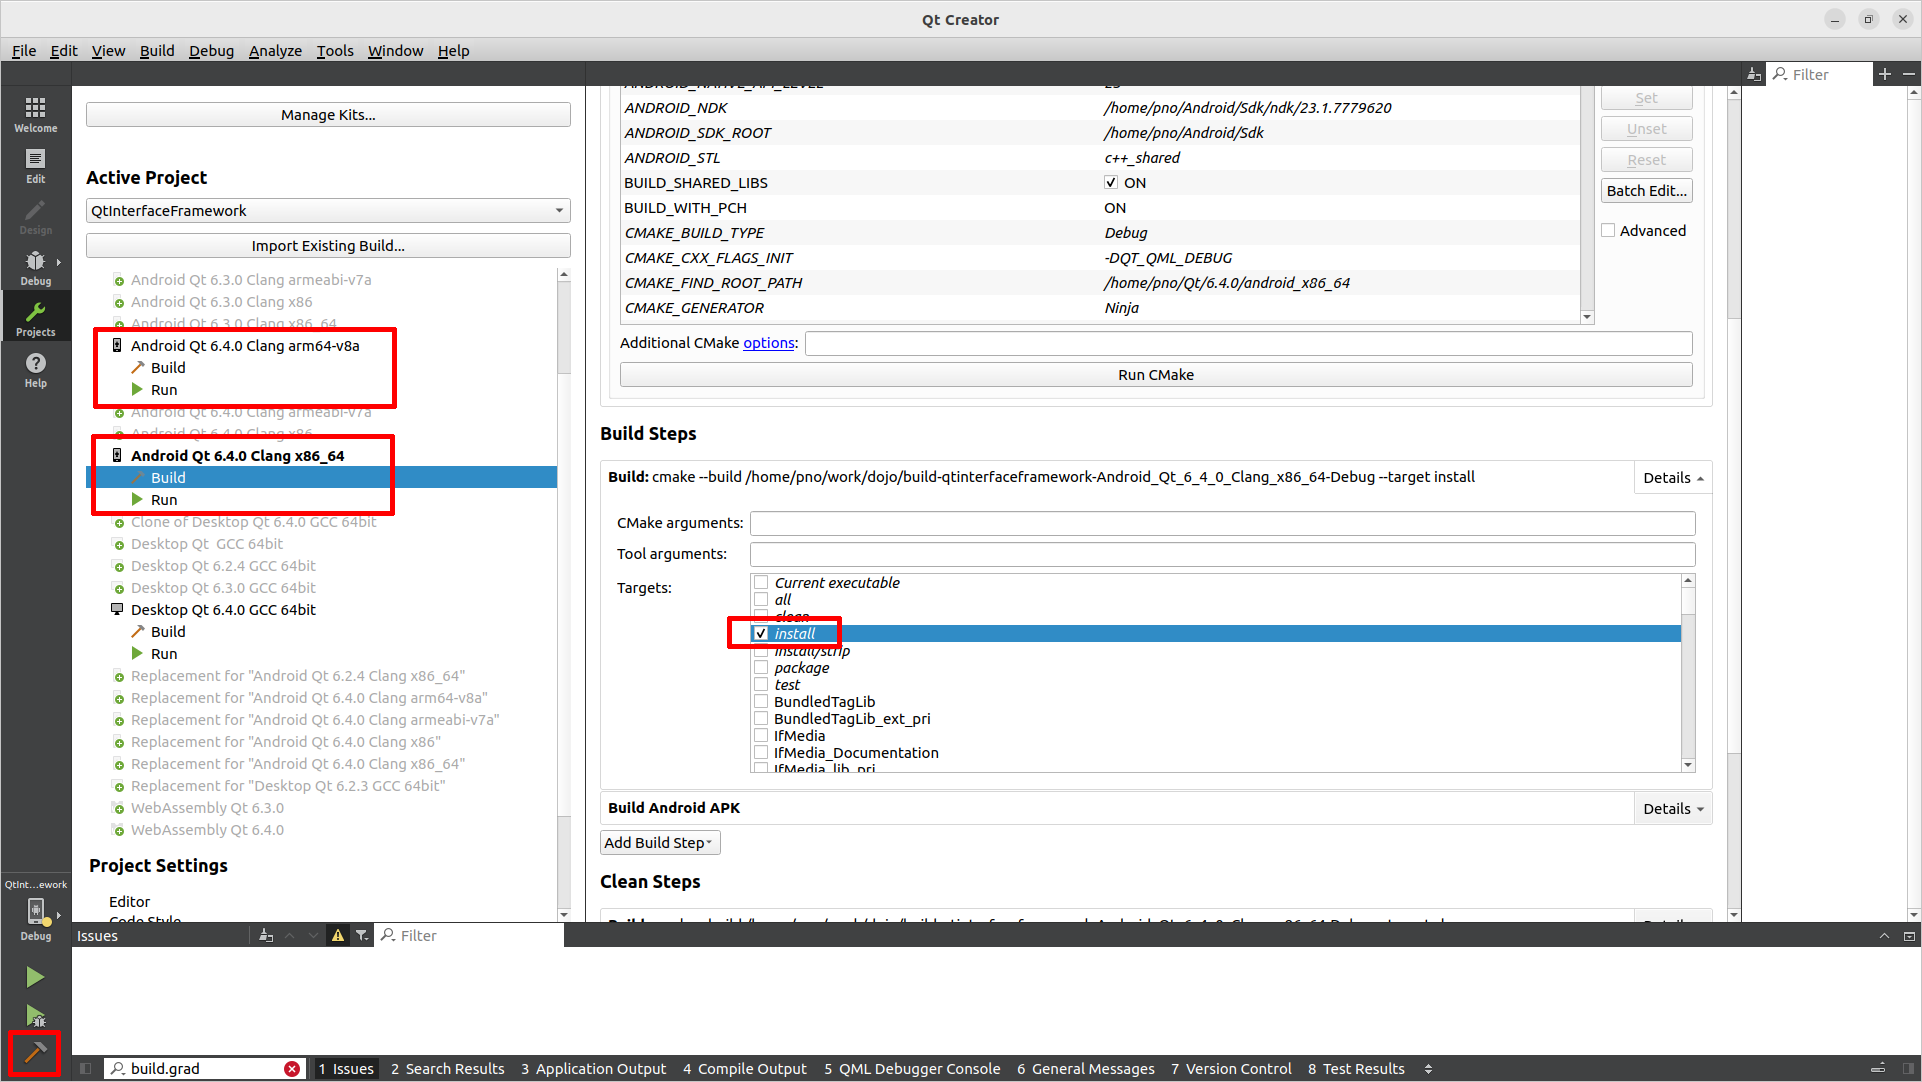 Qt Creator
File Edit View Build Debug Analyze Tools Window Help
Filter
Welcome
Edit
Design
Debug
Projects
Help
Manage Kits...
Active Project
QtInterfaceFramework
Import Existing Build...
Android Qt 6.3.0 Clang armeabi-v7a
Android Qt 6.3.0 Clang x86
Android Qt 6.3.0 Clang x86_64
Android Qt 6.4.0 Clang arm64-v8a
Build
Run
Android Qt 6.4.0 Clang armeabi-v7a
Android Qt 6.4.0 Clang x86
Android Qt 6.4.0 Clang x86_64
Build
Run
Clone of Desktop Qt 6.4.0 GCC 64bit
Desktop Qt  GCC 64bit
Desktop Qt 6.2.4 GCC 64bit
Desktop Qt 6.3.0 GCC 64bit
Desktop Qt 6.4.0 GCC 64bit
Build
Run
Replacement for "Android Qt 6.2.4 Clang x86_64"
Replacement for "Android Qt 6.4.0 Clang arm64-v8a"
Replacement for "Android Qt 6.4.0 Clang armeabi-v7a"
Replacement for "Android Qt 6.4.0 Clang x86"
Replacement for "Android Qt 6.4.0 Clang x86_64"
Replacement for "Desktop Qt 6.2.3 GCC 64bit"
WebAssembly Qt 6.3.0
WebAssembly Qt 6.4.0
Project Settings
Editor
Code Style
ANDROID_NATIVE_API_LEVEL 23
ANDROID_NDK /home/pno/Android/Sdk/ndk/23.1.7779620
ANDROID_SDK_ROOT /home/pno/Android/Sdk
ANDROID_STL c++_shared
BUILD_SHARED_LIBS ON
BUILD_WITH_PCH ON
CMAKE_BUILD_TYPE Debug
CMAKE_CXX_FLAGS_INIT -DQT_QML_DEBUG
CMAKE_FIND_ROOT_PATH /home/pno/Qt/6.4.0/android_x86_64
CMAKE_GENERATOR Ninja
Set
Unset
Reset
Batch Edit...
Advanced
Additional CMake options:
Run CMake
Build Steps
Build: cmake --build /home/pno/work/dojo/build-qtinterfaceframework-Android_Qt_6_4_0_Clang_x86_64-Debug --target install
Details
CMake arguments:
Tool arguments:
Targets:
Current executable
all
clean
install
install/strip
package
test
BundledTagLib
BundledTagLib_ext_pri
IfMedia
IfMedia_Documentation
IfMedia_lib_pri
Build Android APK
Details
Add Build Step
Clean Steps
QtInt...ework
Debug
Issues
Filter
build.grad
1 Issues 2 Search Results 3 Application Output 4 Compile Output 5 QML Debugger Console 6 General Messages 7 Version Control 8 Test Results